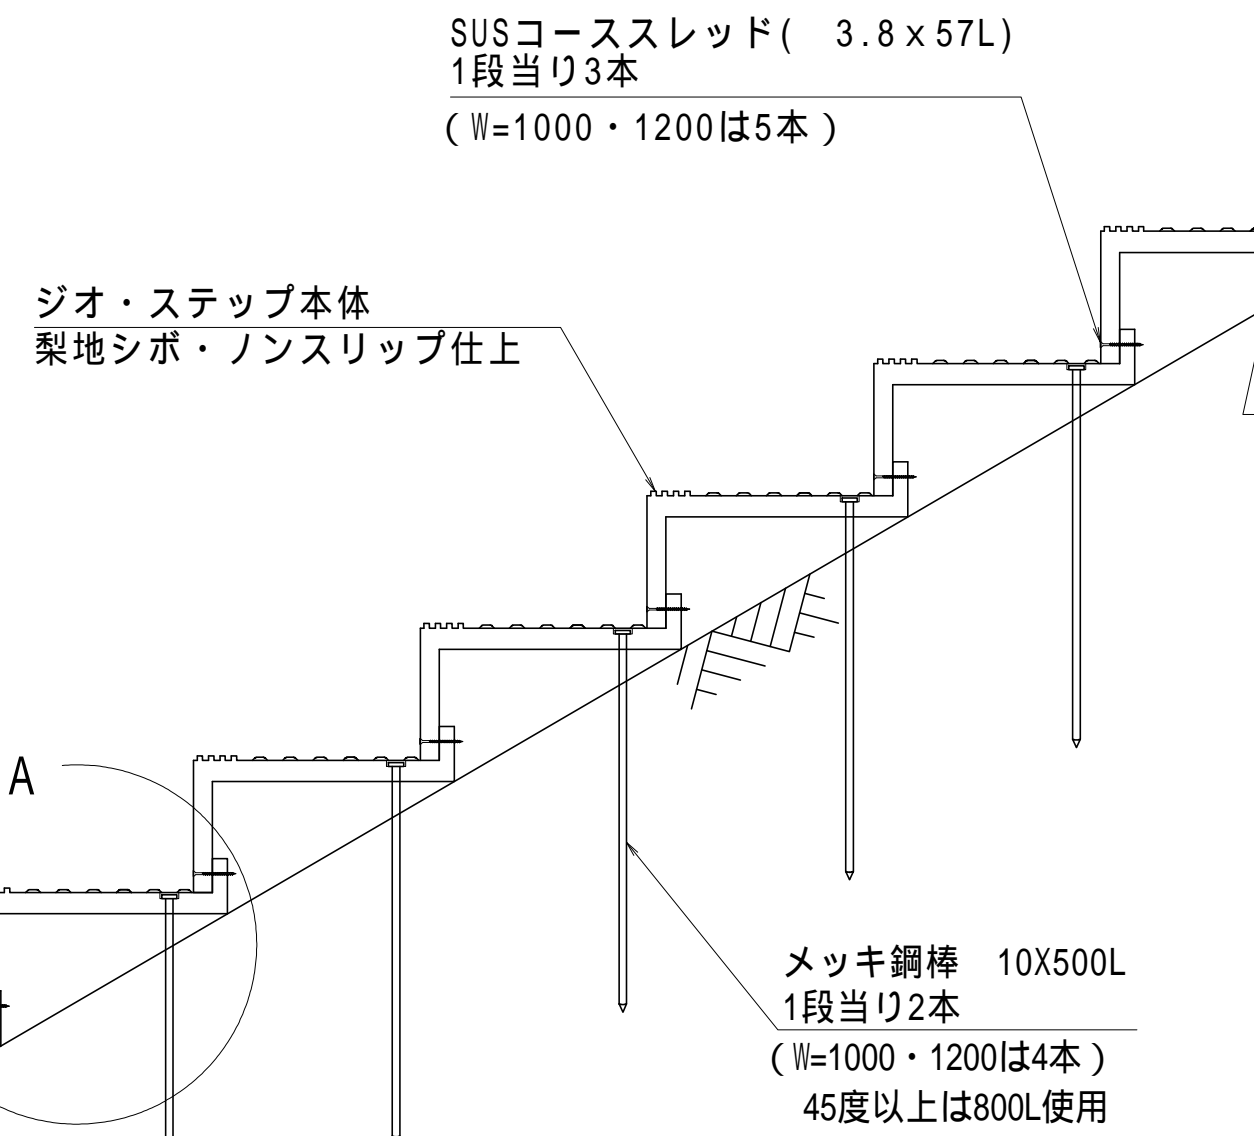 SUSコーススレッド(　3.8x57L)
1段当り3本
(W=1000・1200は5本)
ジオ・ステップ本体
梨地シボ・ノンスリップ仕上
A
メッキ鋼棒　10X500L
1段当り2本
(W=1000・1200は4本)
45度以上は800L使用